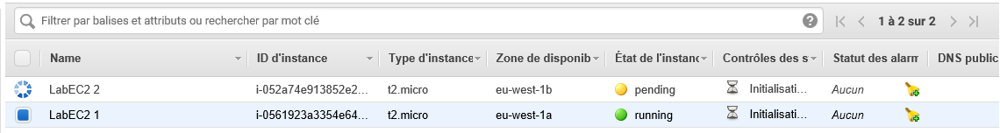 Filtrer par balises et attributs ou rechercher par mot clé ? 1 à 2 sur 2
Name ID d'instance Type d'instance Zone de disponib État de l'instanc Contrôles des s Statut des alarm DNS public
LabEC2 2 i-052a74e913852e2... t2.micro eu-west-1b pending Initialisati... Aucun
LabEC2 1 i-0561923a3354e64... t2.micro eu-west-1a running Initialisati... Aucun